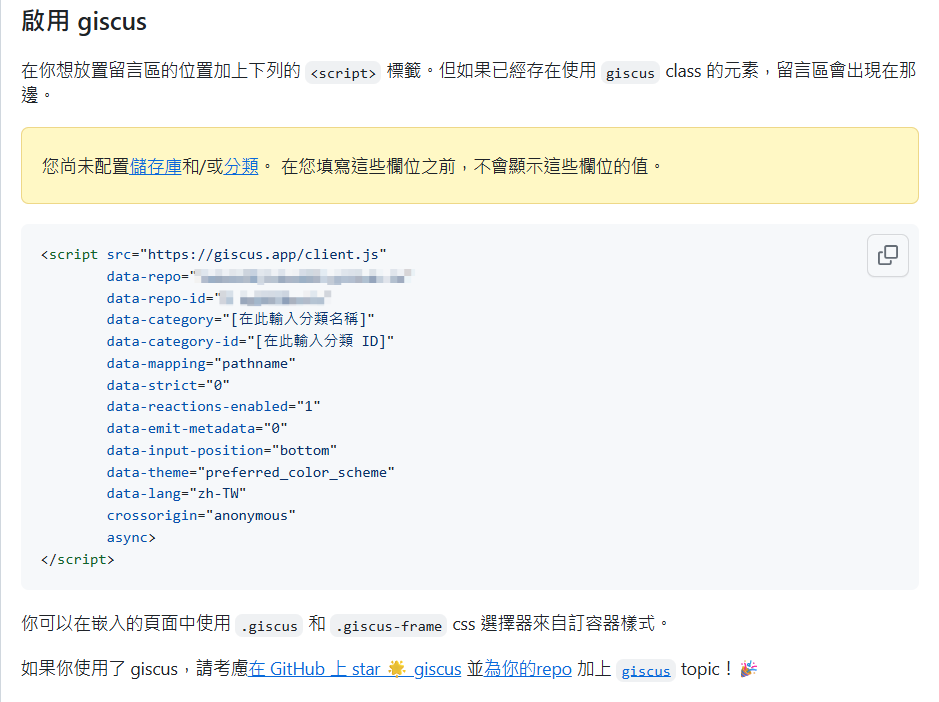 啟用 giscus
在你想放置留言區的位置加上下列的 <script> 標籤。但如果已經存在使用 giscus class 的元素，留言區會出現在那
邊。
您尚未配置儲存庫和/或分類。 在您填寫這些欄位之前，不會顯示這些欄位的值。
<script src="https://giscus.app/client.js"
data-repo="
data-repo-id="
data-category="[在此輸入分類名稱]"
data-category-id="[在此輸入分類 ID]"
data-mapping="pathname"
data-strict="0"
data-reactions-enabled="1"
data-emit-metadata="0"
data-input-position="bottom"
data-theme="preferred_color_scheme"
data-lang="zh-TW"
crossorigin="anonymous"
async>
</script>
你可以在嵌入的頁面中使用 .giscus 和 .giscus-frame css 選擇器來自訂容器樣式。
如果你使用了 giscus，請考慮在 GitHub 上 star 🌟 giscus 並為你的repo 加上 giscus topic！🎉